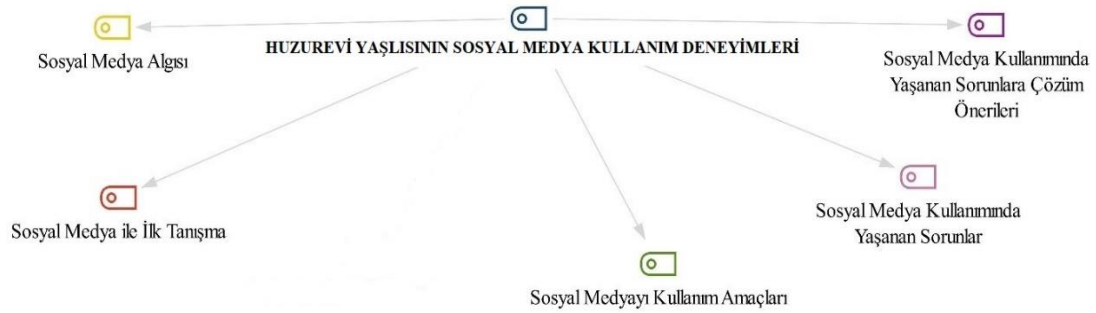 HUZUREVİ YAŞLISININ SOSYAL MEDYA KULLANIM DENEYİMLERİ
Sosyal Medya Algısı
Sosyal Medya Kullanımında
Yaşanan Sorunlara Çözüm
Önerileri
Sosyal Medya ile İlk Tanışma
Sosyal Medya Kullanımında
Yaşanan Sorunlar
Sosyal Medyayı Kullanım Amaçları